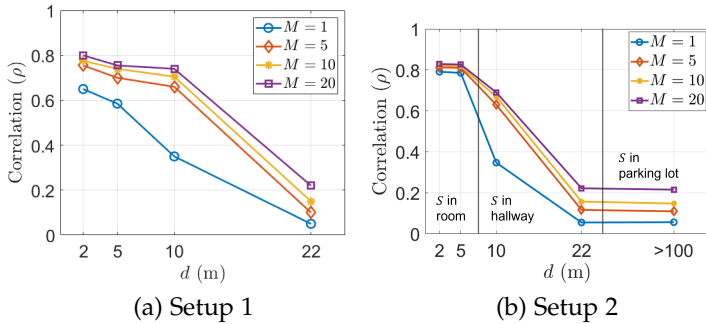 1
0.8
0.6
0.4
0.2
0
Correlation (ρ)
2 5 10 22
d (m)
M = 1
M = 5
M = 10
M = 20
(a) Setup 1
1
0.8
0.6
0.4
0.2
0
Correlation (ρ)
2 5 10 22 >100
d (m)
M = 1
M = 5
M = 10
M = 20
S in
room
S in
hallway
S in
parking lot
(b) Setup 2